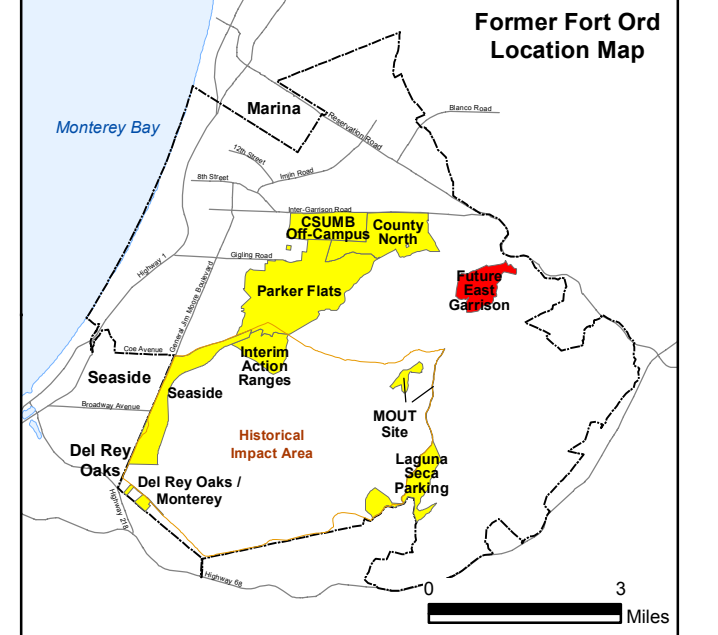 Former Fort Ord
Location Map
Marina
Blanco Road
Monterey Bay
Reservation Road
12th Street
Imjin Road
8th Street
Inter-Garrison Road
CSUMB
Off-Campus
County
North
Highway 1
Gigling Road
General Jim Moore Boulevard
Parker Flats
Future
East
Garrison
Coe Avenue
Interim
Action
Ranges
Seaside
Seaside
Broadway Avenue
MOUT
Site
Historical
Impact Area
Del Rey
Oaks
Laguna
Seca
Parking
Del Rey Oaks /
Monterey
Highway 218
Highway 68
0
3
Miles